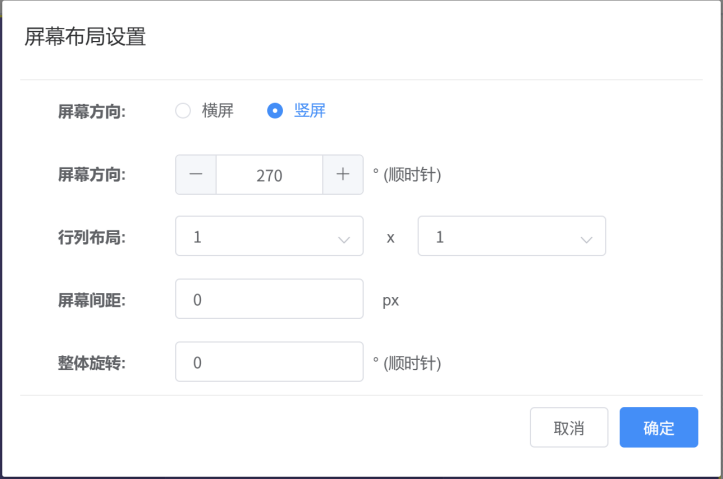 屏幕布局设置
屏幕方向: 横屏 竖屏
屏幕方向: － 270 ＋ ° (顺时针)
行列布局: 1 x 1
屏幕间距: 0 px
整体旋转: 0 ° (顺时针)
取消 确定